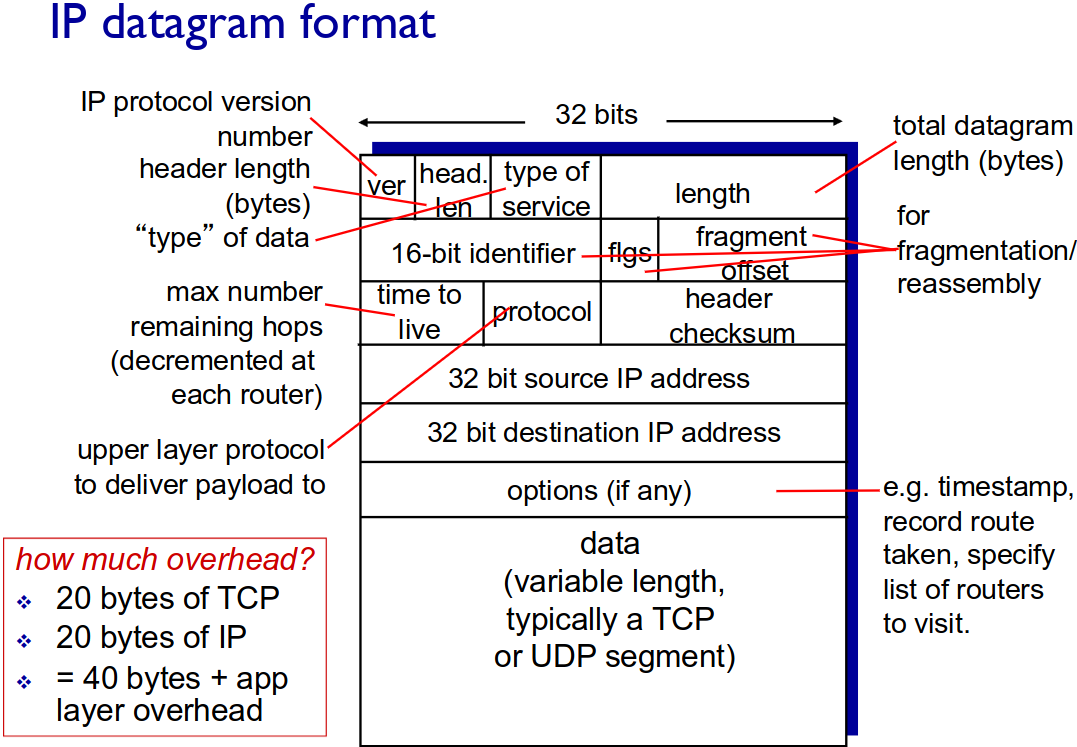 IP datagram format
IP protocol version
number
header length
(bytes)
“type” of data
max number
remaining hops
(decremented at
each router)
upper layer protocol
to deliver payload to
how much overhead?
20 bytes of TCP
20 bytes of IP
= 40 bytes + app
layer overhead
32 bits
ver
head.
len
type of
service
length
16-bit identifier
flgs
fragment
offset
time to
live
protocol
header
checksum
32 bit source IP address
32 bit destination IP address
options (if any)
data
(variable length,
typically a TCP
or UDP segment)
total datagram
length (bytes)
for
fragmentation/
reassembly
e.g. timestamp,
record route
taken, specify
list of routers
to visit.